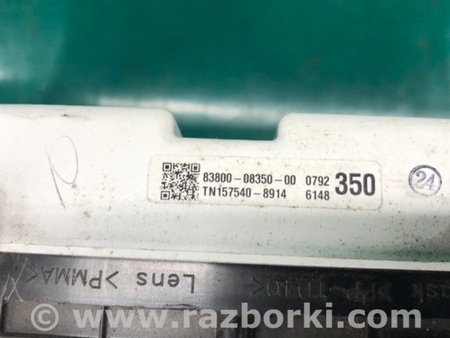 83800-08350-00 0792 350
TN157540-8914 6148
24
Lens >PMMA<
www.razborki.com